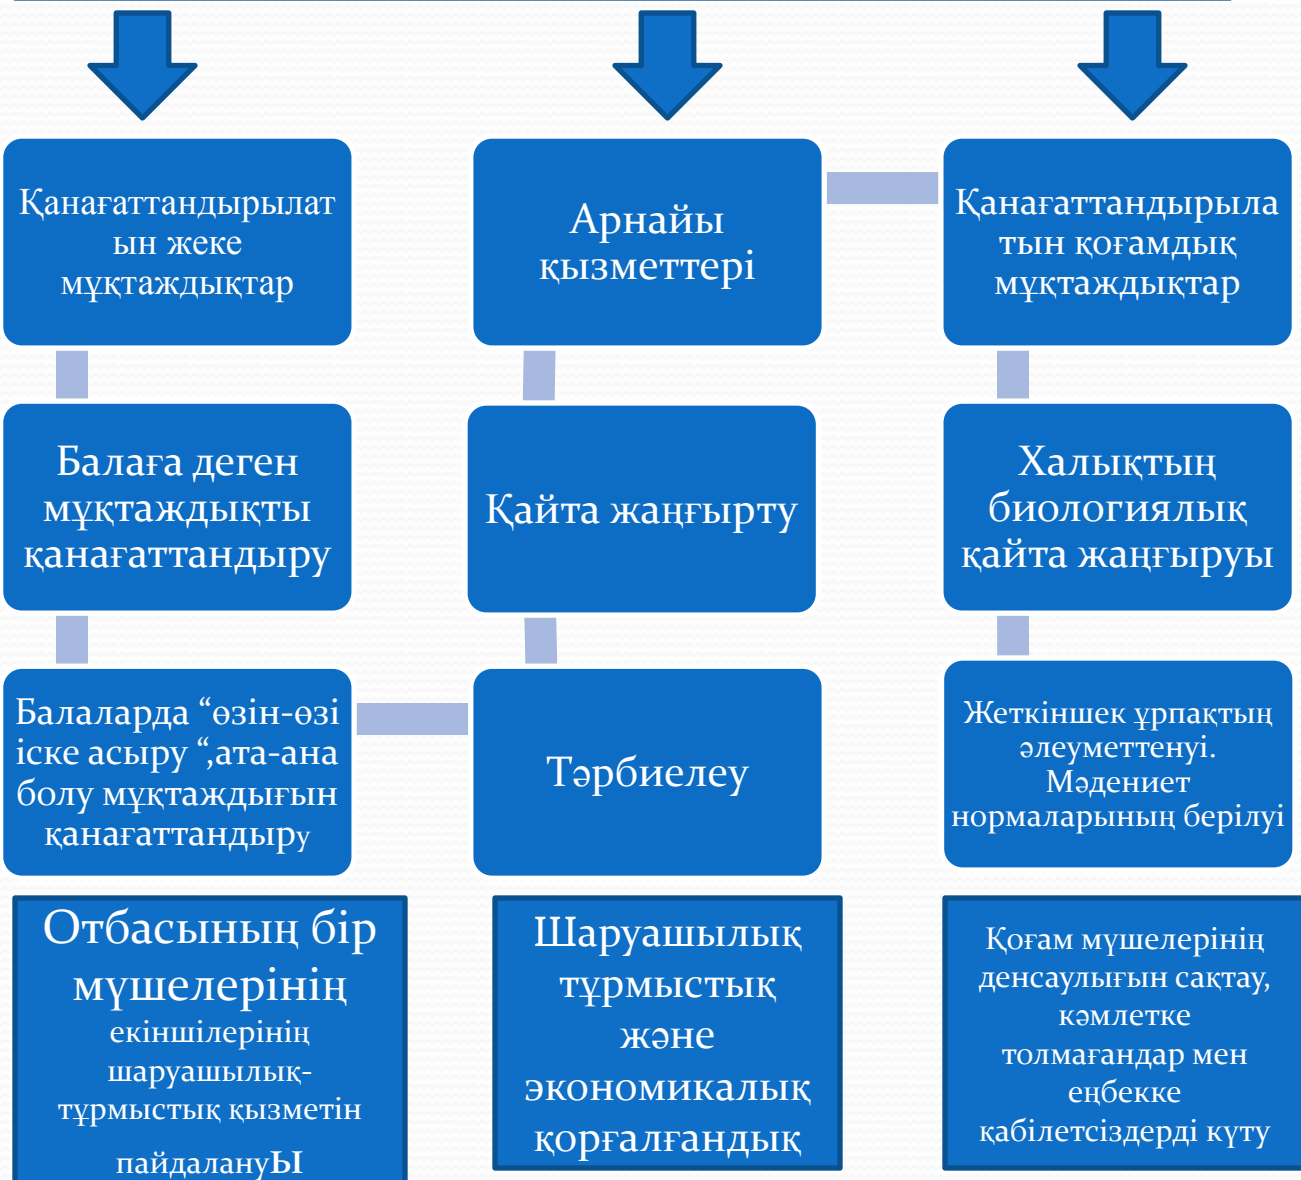 Қанағаттандырылат
ын жеке
мұқтаждықтар
Арнайы
қызметтері
Қанағаттандырыла
тын қоғамдық
мұқтаждықтар
Балаға деген
мұқтаждықты
қанағаттандыру
Қайта жаңғырту
Халықтың
биологиялық
қайта жаңғыруы
Балаларда “өзін-өзі
іске асыру “,ата-ана
болу мұқтаждығын
қанағаттандыру
Тәрбиелеу
Жеткіншек ұрпақтың
әлеуметтенуі.
Мәдениет
нормаларының берілуі
Отбасының бір
мүшелерінің
екіншілерінің
шаруашылық-
тұрмыстық қызметін
пайдалануЫ
Шаруашылық
тұрмыстық
және
экономикалық
қорғалғандық
Қоғам мүшелерінің
денсаулығын сақтау,
кәмлетке
толмағандар мен
еңбекке
қабілетсіздерді күту